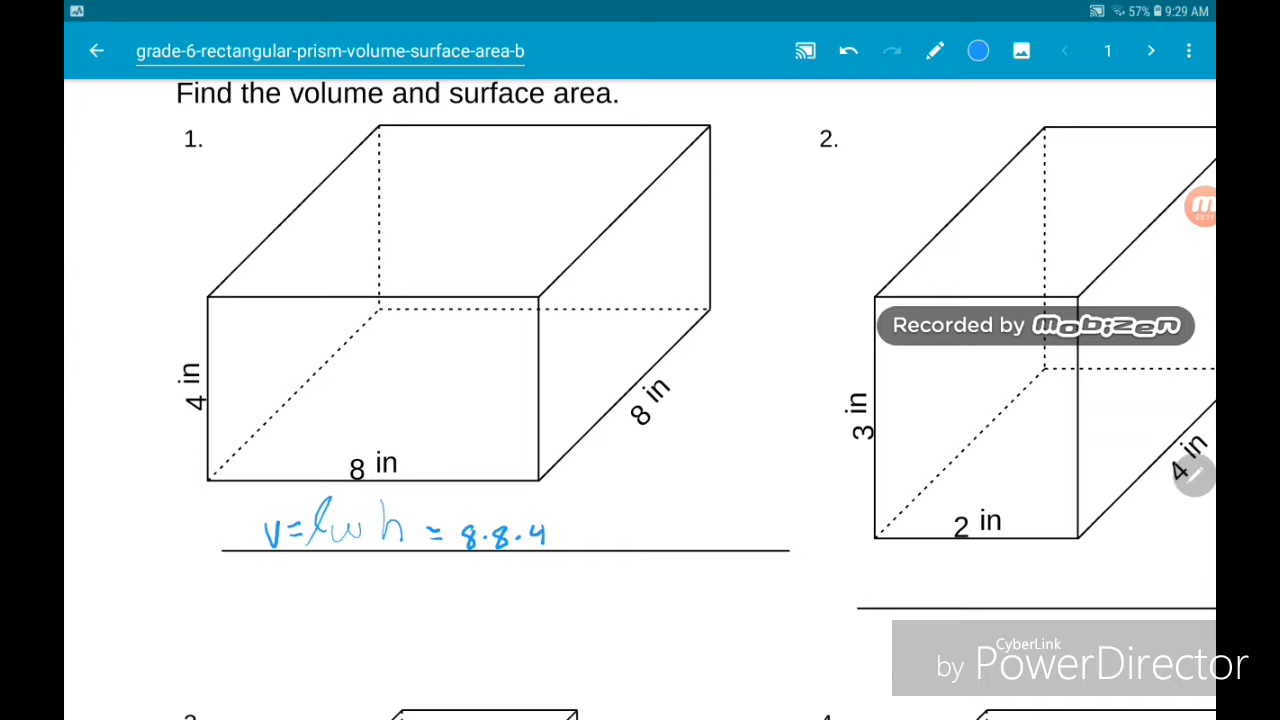 57% 9:29 AM
grade-6-rectangular-prism-volume-surface-area-b
1
Find the volume and surface area.
1.
4 in
8 in
8 in
V = l w h = 8 · 8 · 4
2.
3 in
4 in
2 in
Recorded by mobizen
CyberLink
by PowerDirector